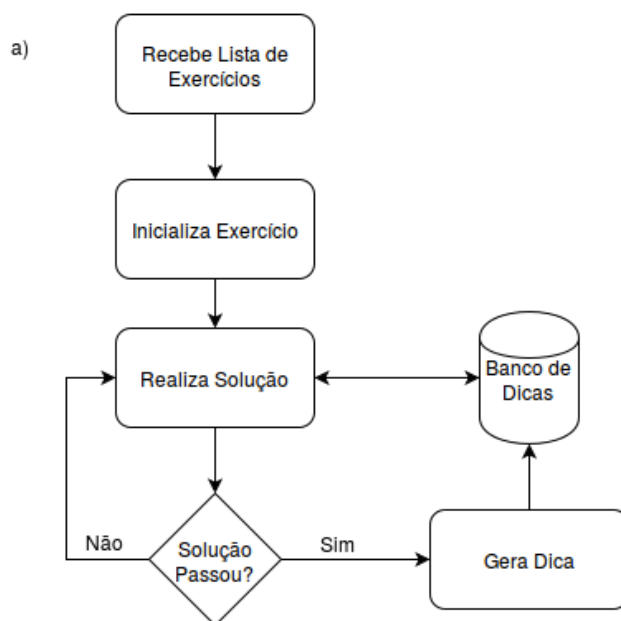 a)
Recebe Lista de
Exercícios
Inicializa Exercício
Realiza Solução
Banco de
Dicas
Não
Solução
Passou?
Sim
Gera Dica